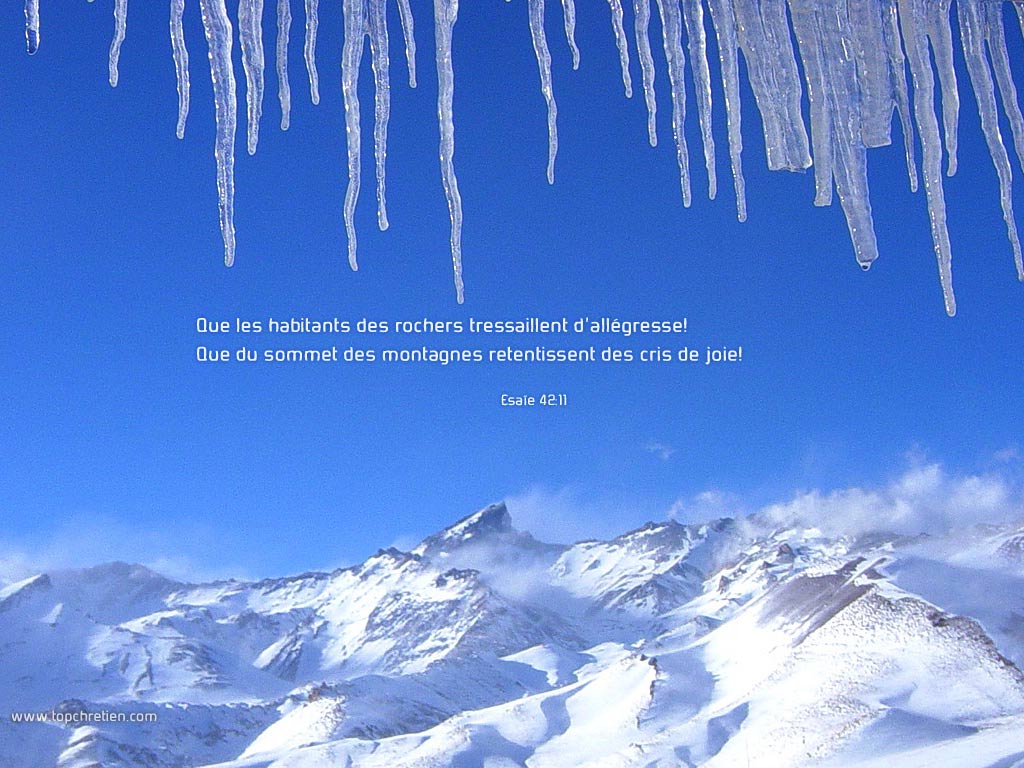 Que les habitants des rochers tressaillent d'allégresse!
Que du sommet des montagnes retentissent des cris de joie!
Esaïe 42:11
www.topchretien.com